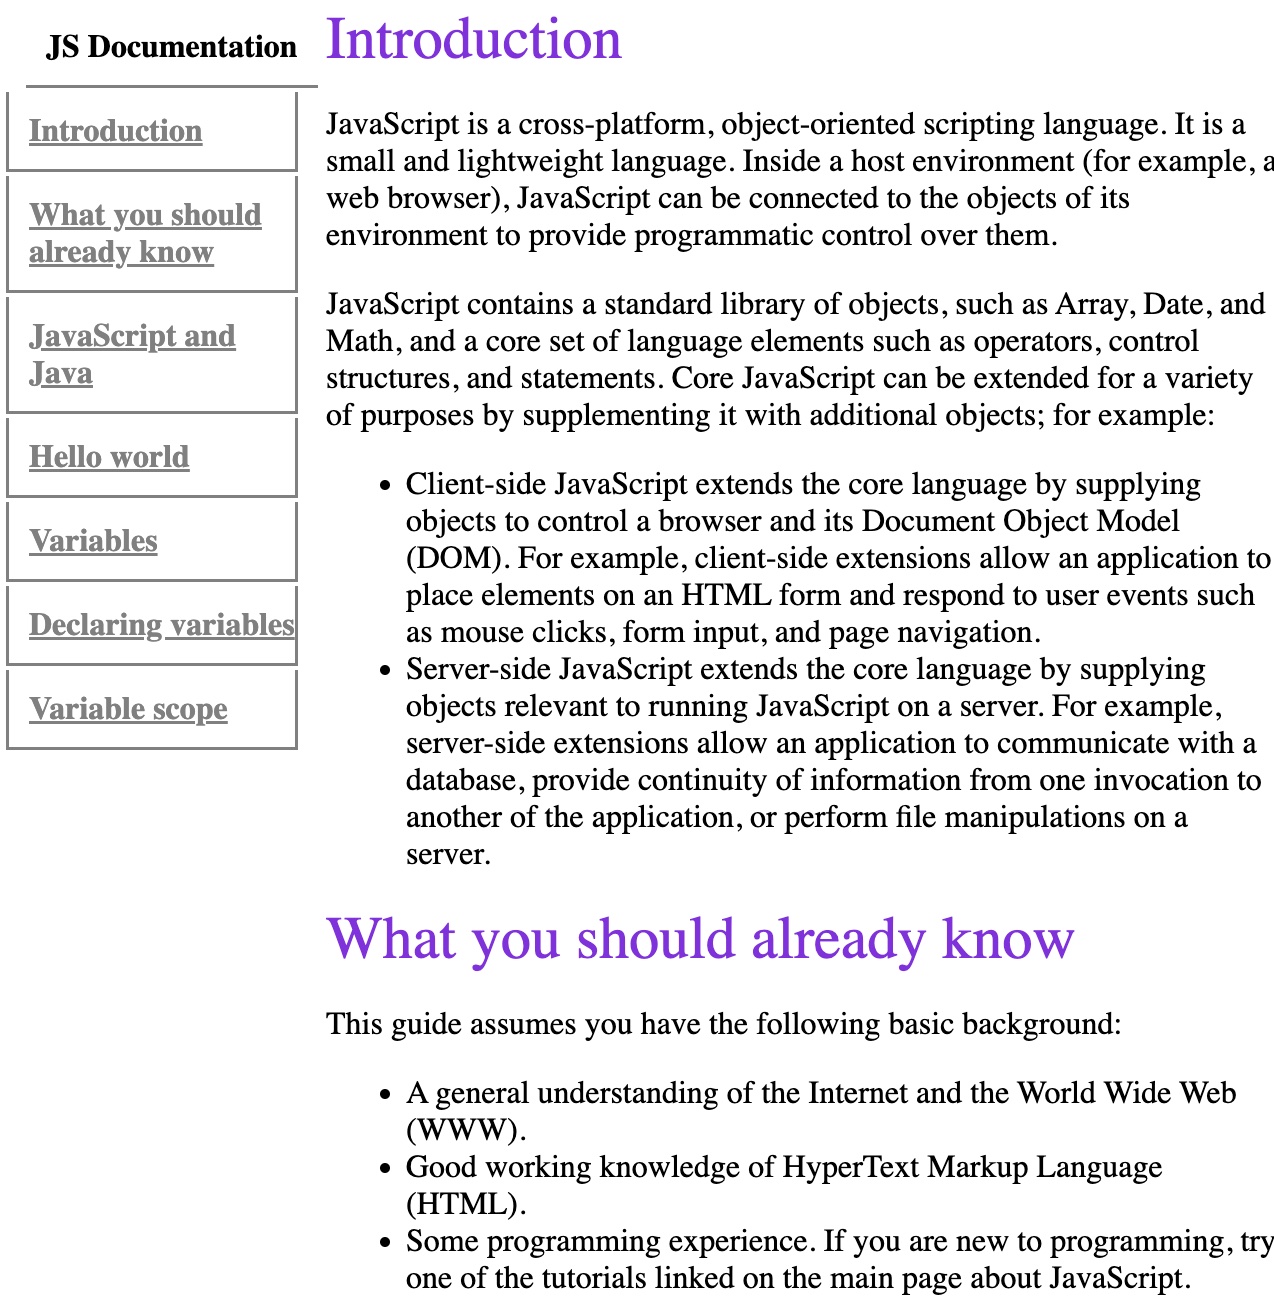 JS Documentation
Introduction
What you should
already know
JavaScript and
Java
Hello world
Variables
Declaring variables
Variable scope
Introduction
JavaScript is a cross-platform, object-oriented scripting language. It is a
small and lightweight language. Inside a host environment (for example, a
web browser), JavaScript can be connected to the objects of its
environment to provide programmatic control over them.
JavaScript contains a standard library of objects, such as Array, Date, and
Math, and a core set of language elements such as operators, control
structures, and statements. Core JavaScript can be extended for a variety
of purposes by supplementing it with additional objects; for example:
• Client-side JavaScript extends the core language by supplying
objects to control a browser and its Document Object Model
(DOM). For example, client-side extensions allow an application to
place elements on an HTML form and respond to user events such
as mouse clicks, form input, and page navigation.
• Server-side JavaScript extends the core language by supplying
objects relevant to running JavaScript on a server. For example,
server-side extensions allow an application to communicate with a
database, provide continuity of information from one invocation to
another of the application, or perform file manipulations on a
server.
What you should already know
This guide assumes you have the following basic background:
• A general understanding of the Internet and the World Wide Web
(WWW).
• Good working knowledge of HyperText Markup Language
(HTML).
• Some programming experience. If you are new to programming, try
one of the tutorials linked on the main page about JavaScript.